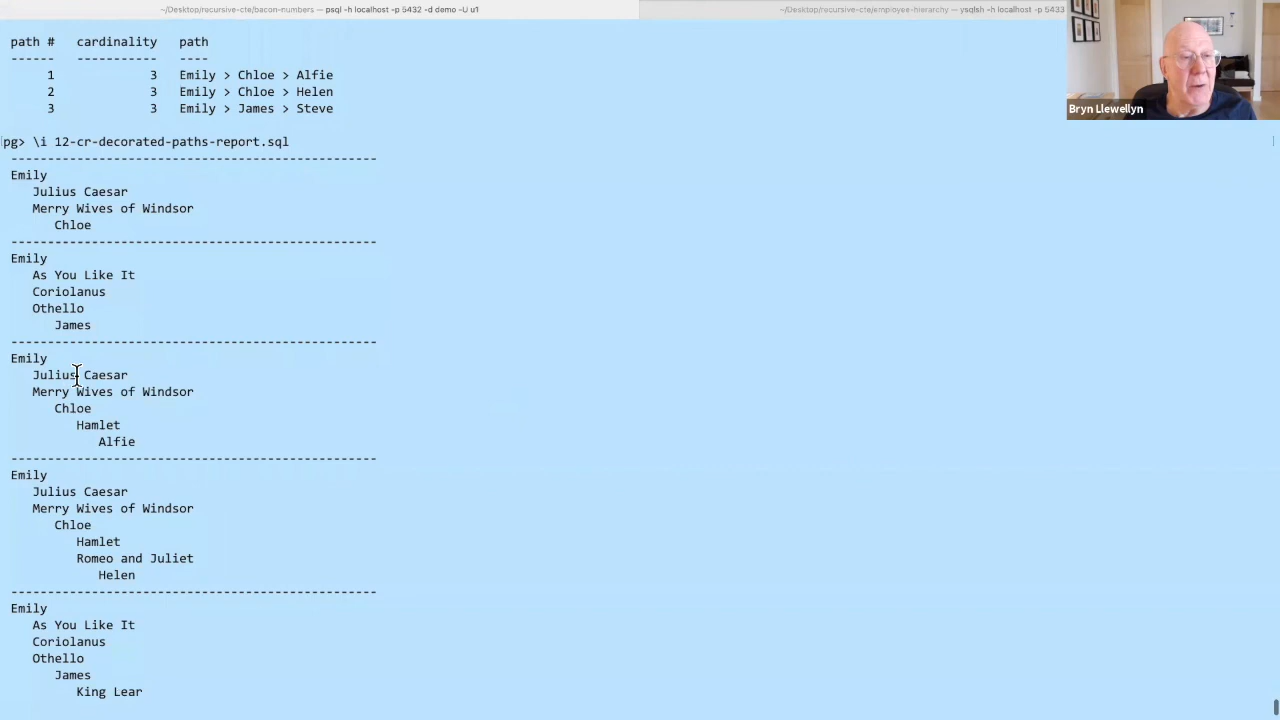 ~/Desktop/recursive-cte/bacon-numbers — psql -h localhost -p 5432 -d demo -U u1
~/Desktop/recursive-cte/employee-hierarchy — ysqlsh -h localhost -p 5433
path # cardinality path
------ ----------- ----
1 3 Emily > Chloe > Alfie
2 3 Emily > Chloe > Helen
3 3 Emily > James > Steve
Bryn Llewellyn
pg> \i 12-cr-decorated-paths-report.sql
--------------------------------------------------
Emily
Julius Caesar
Merry Wives of Windsor
Chloe
--------------------------------------------------
Emily
As You Like It
Coriolanus
Othello
James
--------------------------------------------------
Emily
Julius Caesar
Merry Wives of Windsor
Chloe
Hamlet
Alfie
--------------------------------------------------
Emily
Julius Caesar
Merry Wives of Windsor
Chloe
Hamlet
Romeo and Juliet
Helen
--------------------------------------------------
Emily
As You Like It
Coriolanus
Othello
James
King Lear